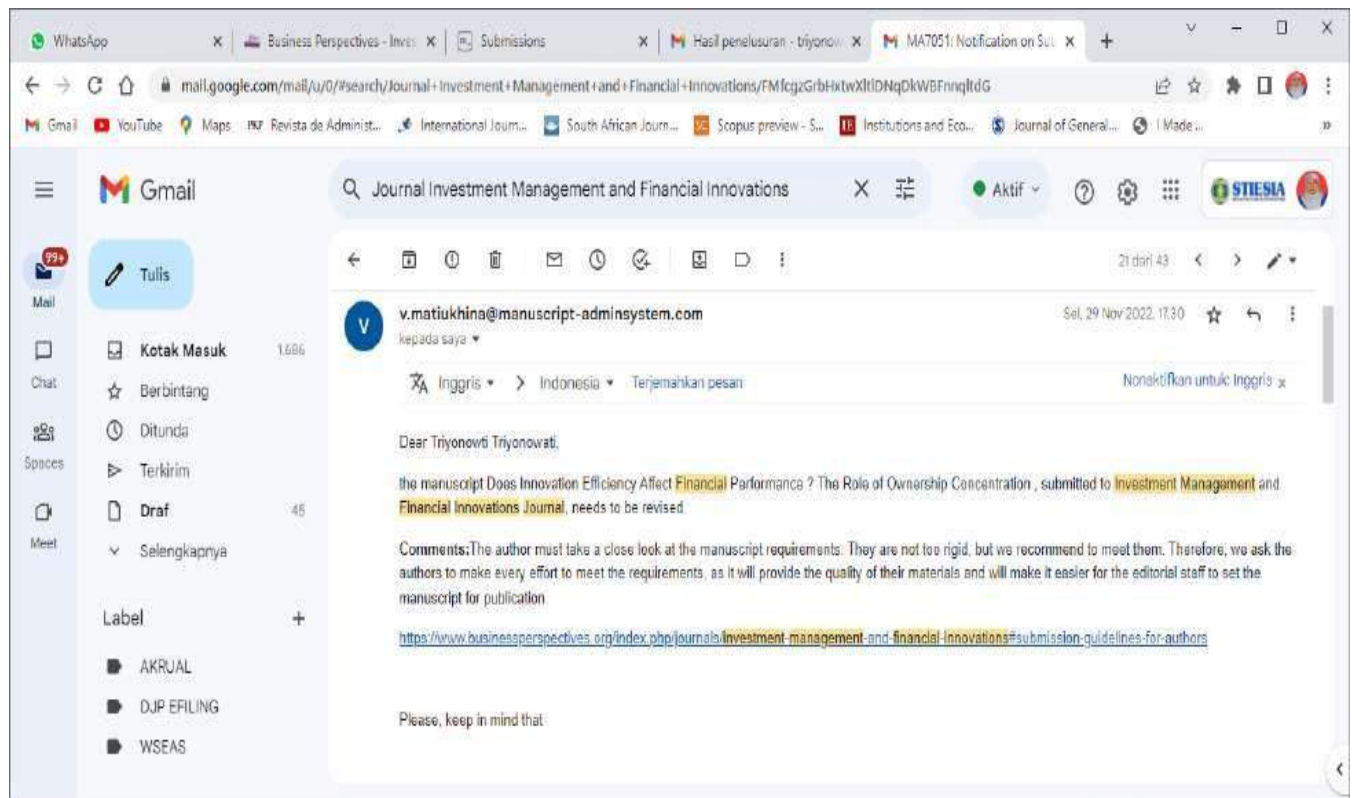 WhatsApp
Business Perspectives - Inves
Submissions
Hasil penelusuran - triyonow
MA7051: Notification on Sub
mail.google.com/mail/u/0/#search/Journal+Investment+Management+and+Financial+Innovations/
Gmail
YouTube
Maps
Revista de Administ...
International Journ...
South African Journ...
Scopus preview - S...
Institutions and Eco...
Journal of General...
I Made ...
Gmail
Journal Investment Management and Financial Innovations
Aktif
STIESIA
99+
Mail
Tulis
21 dari 43
v.matiukhina@manuscript-adminsystem.com
Sel, 29 Nov 2022, 17.30
kepada saya
Kotak Masuk 1.686
Chat
Berbintang
Inggris > Indonesia Terjemahkan pesan
Nonaktifkan untuk: Inggris x
Ditunda
Spaces
Terkirim
Draf 45
Meet
Selengkapnya
Label +
AKRUAL
DJP EFILING
WSEAS
Dear Triyonowti Triyonowati,
the manuscript Does Innovation Efficiency Affect Financial Performance ? The Role of Ownership Concentration , submitted to Investment Management and
Financial Innovations Journal, needs to be revised.
Comments:The author must take a close look at the manuscript requirements. They are not too rigid, but we recommend to meet them. Therefore, we ask the
authors to make every effort to meet the requirements, as it will provide the quality of their materials and will make it easier for the editorial staff to set the
manuscript for publication
https://www.businessperspectives.org/index.php/journals/investment-management-and-financial-innovations#submission-guidelines-for-authors
Please, keep in mind that